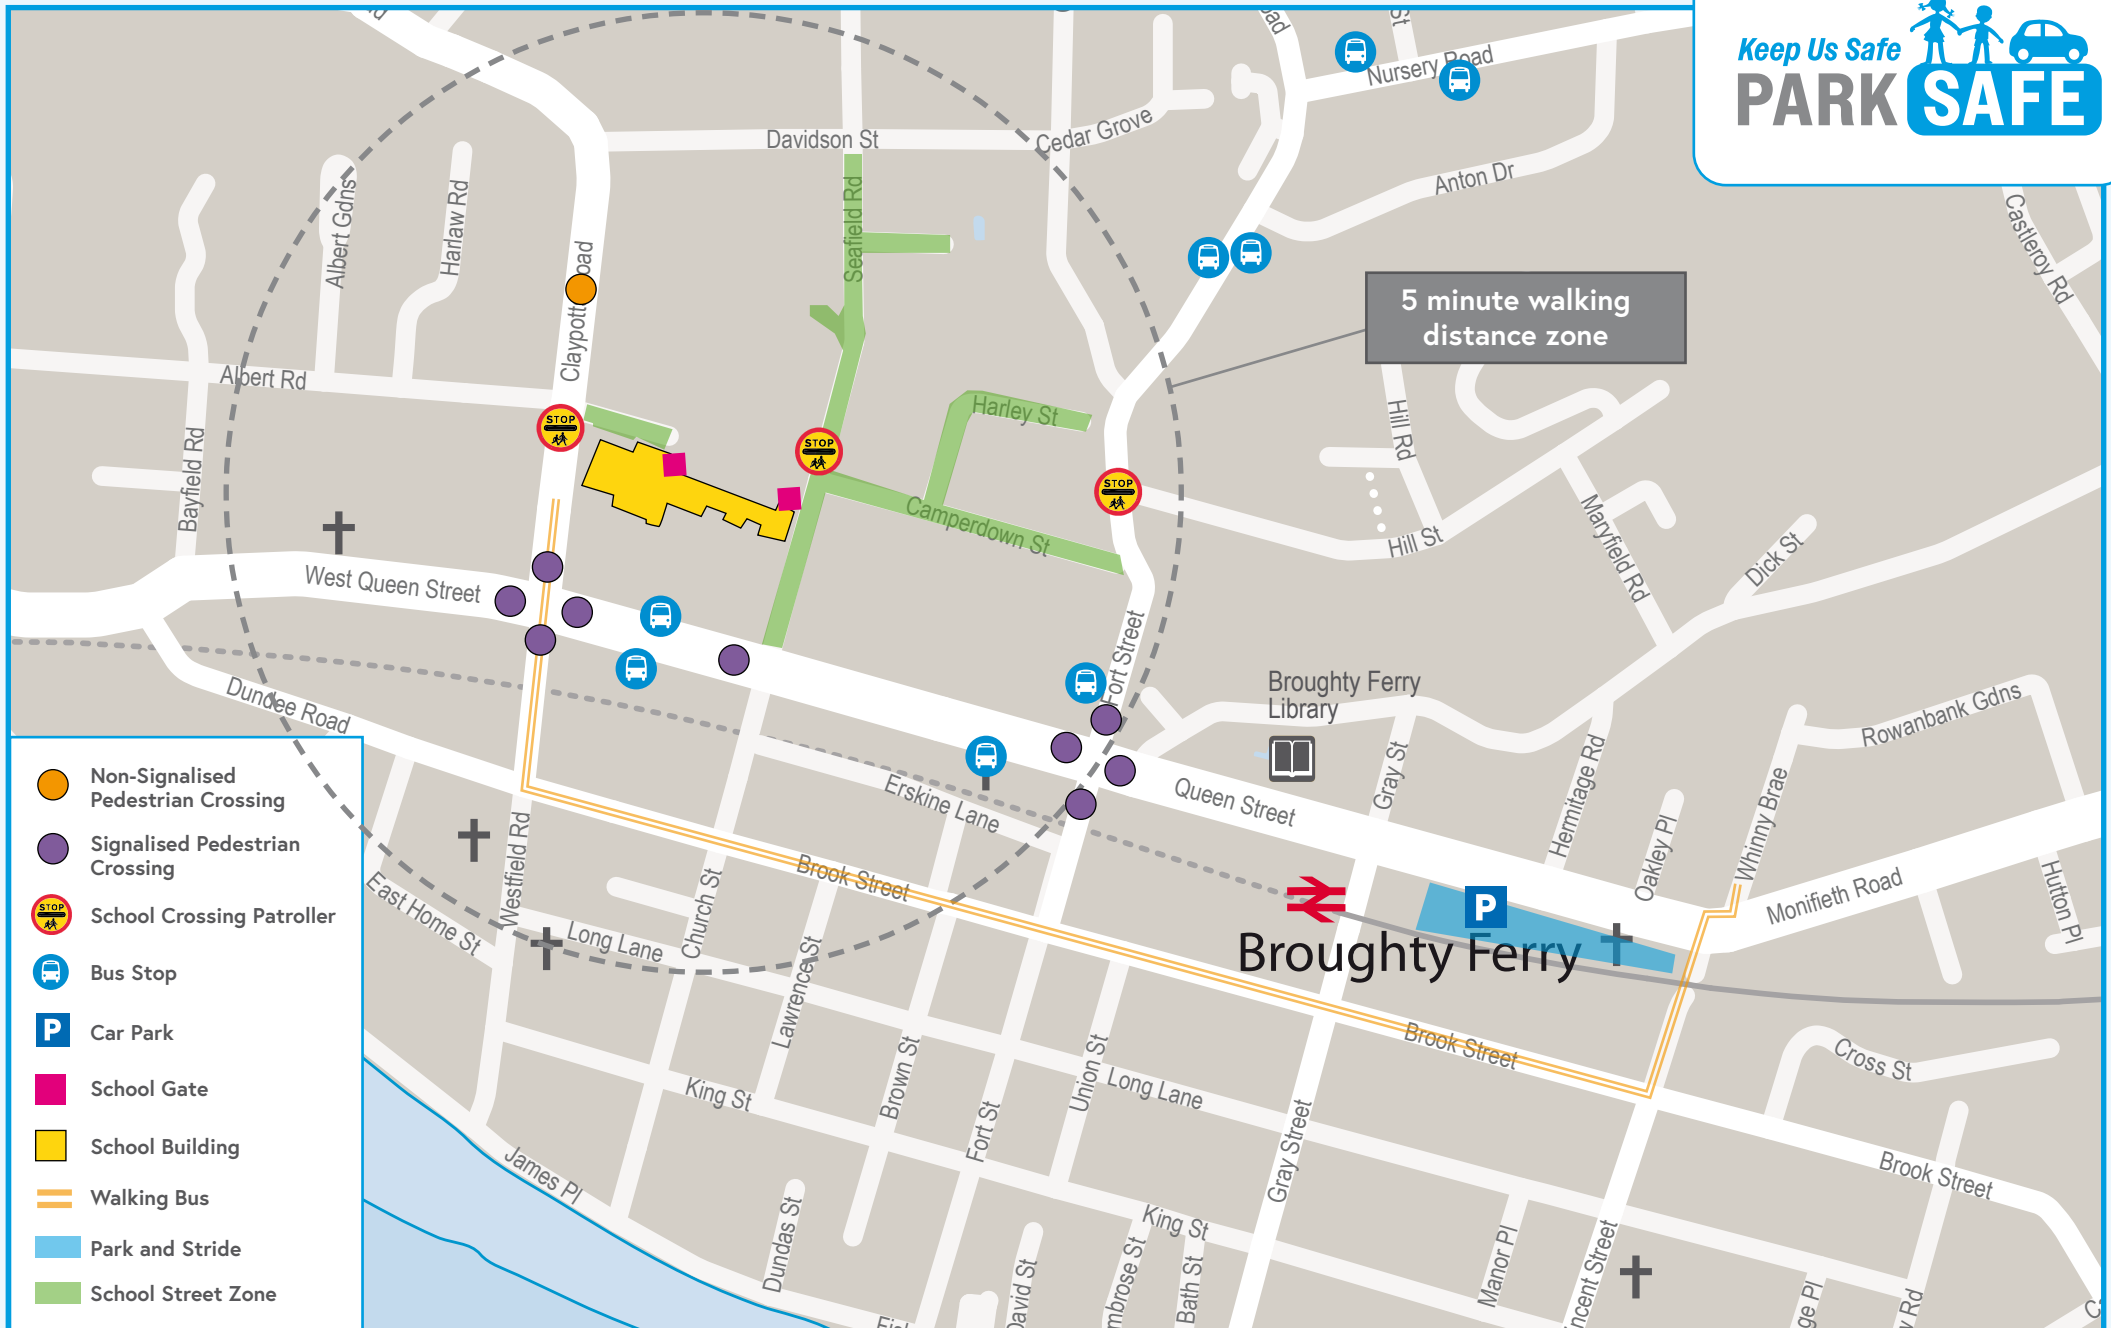 Keep Us Safe
PARK SAFE
Nursery Road
Davidson St
Cedar Grove
Anton Dr
Castleroy Rd
Albert Gdns
Harlaw Rd
Seafield Rd
5 minute walking
distance zone
Albert Rd
Harley St
Hill Rd
Bayfield Rd
STOP
STOP
STOP
Camperdown St
Hill St
Maryfield Rd
Dick St
West Queen Street
Fort Street
Dundee Road
Broughty Ferry
Library
Rowanbank Gdns
Erskine Lane
Queen Street
Gray St
Hermitage Rd
Oakley Pl
Whinny Brae
Monifieth Road
Hutton Pl
Brook Street
Westfield Rd
East Home St
Church St
Long Lane
Lawrence St
P
Broughty Ferry
Brook Street
Cross St
King St
Brown St
Fort St
Union St
Long Lane
Gray Street
Brook Street
James Pl
Dundas St
King St
David St
Bath St
Manor Pl
Non-Signalised
Pedestrian Crossing
Signalised Pedestrian
Crossing
STOP
School Crossing Patroller
Bus Stop
P
Car Park
School Gate
School Building
Walking Bus
Park and Stride
School Street Zone